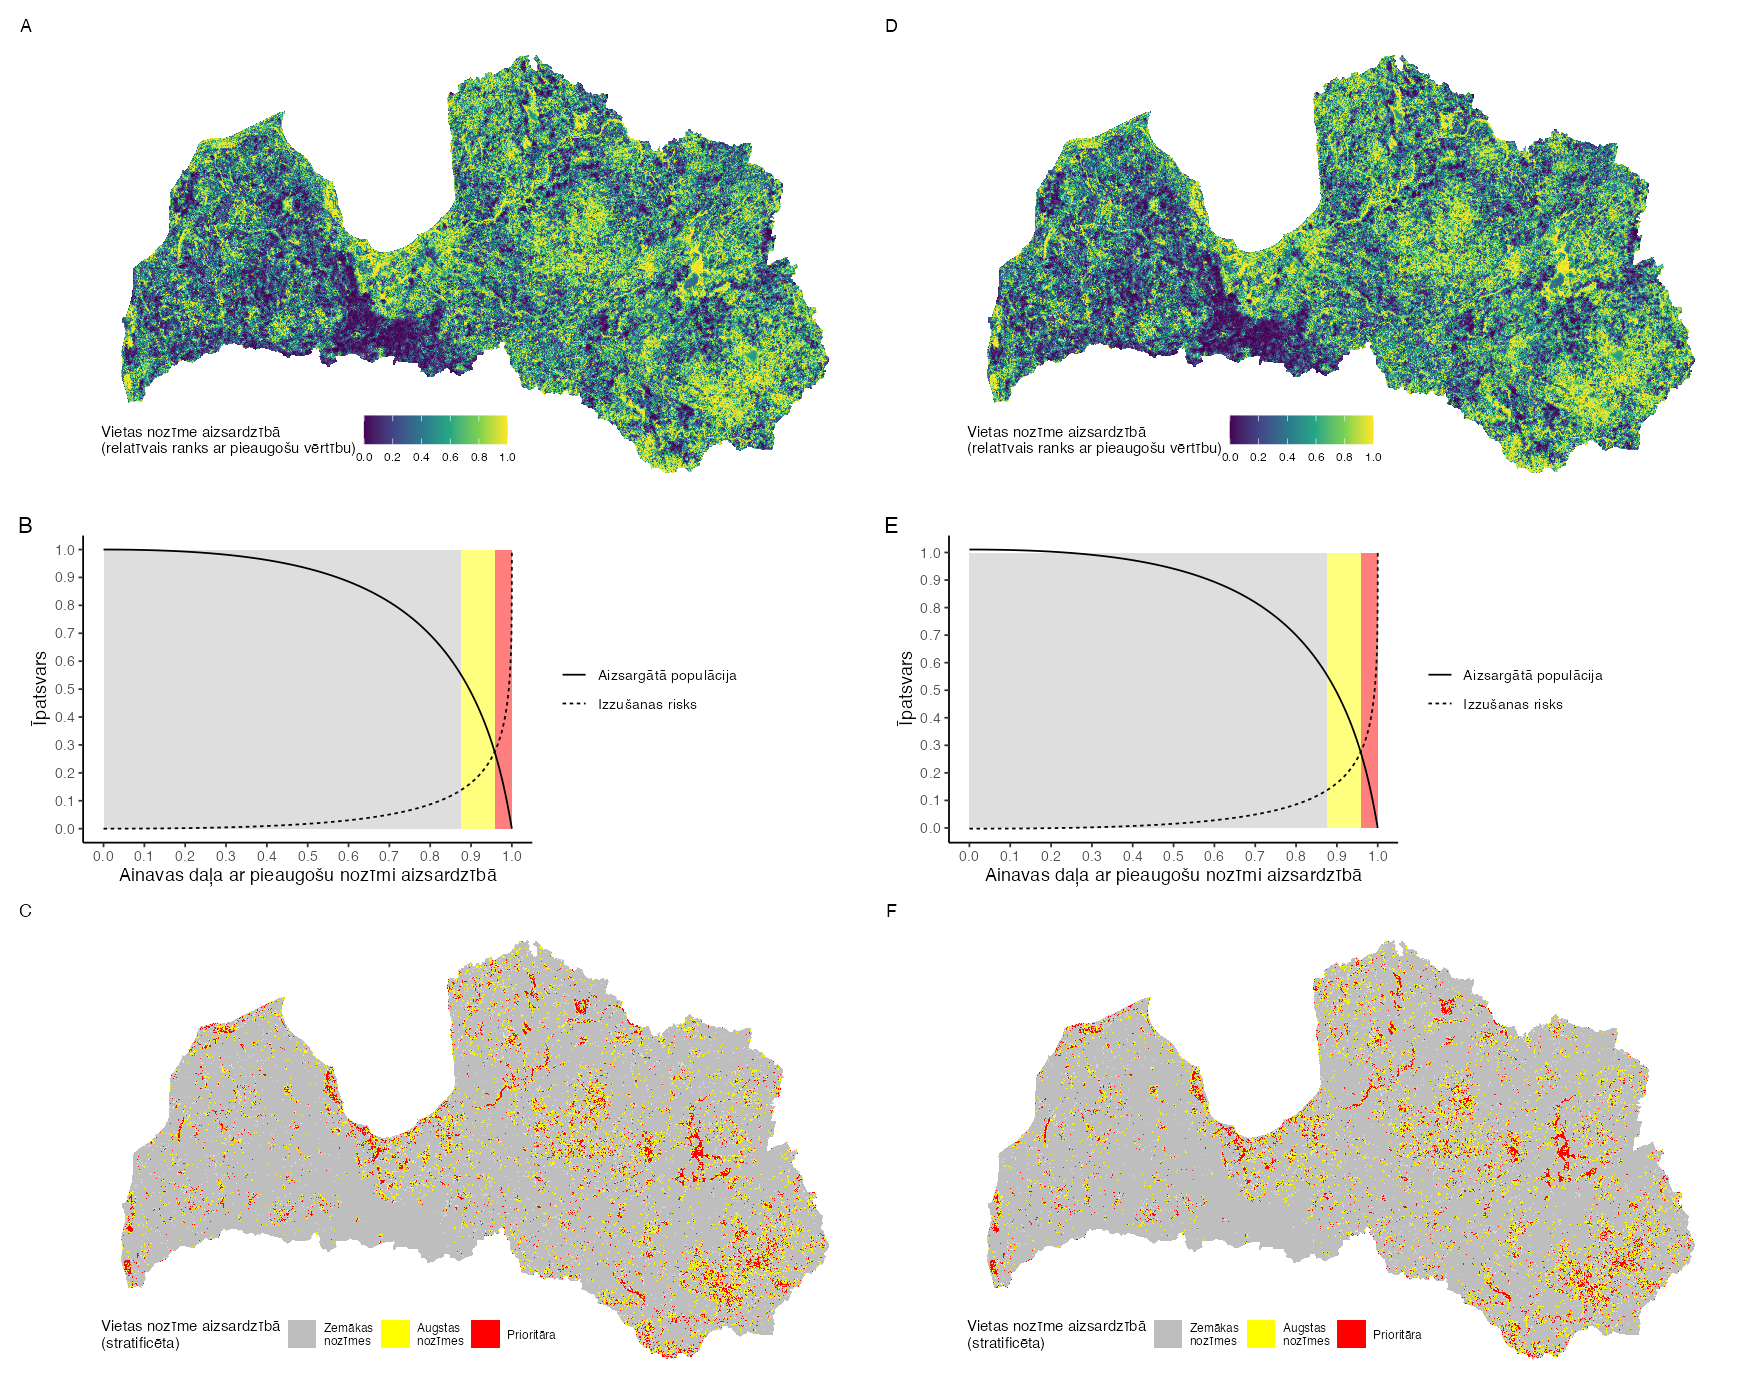 A
Vietas nozīme aizsardzībā
(relatīvais ranks ar pieaugošu vērtību)
0.0 0.2 0.4 0.6 0.8 1.0
D
Vietas nozīme aizsardzībā
(relatīvais ranks ar pieaugošu vērtību)
0.0 0.2 0.4 0.6 0.8 1.0
B
Īpatsvars
1.0
0.9
0.8
0.7
0.6
0.5
0.4
0.3
0.2
0.1
0.0
0.0 0.1 0.2 0.3 0.4 0.5 0.6 0.7 0.8 0.9 1.0
Ainavas daļa ar pieaugošu nozīmi aizsardzībā
Aizsargātā populācija
Izzušanas risks
E
Īpatsvars
1.0
0.9
0.8
0.7
0.6
0.5
0.4
0.3
0.2
0.1
0.0
0.0 0.1 0.2 0.3 0.4 0.5 0.6 0.7 0.8 0.9 1.0
Ainavas daļa ar pieaugošu nozīmi aizsardzībā
Aizsargātā populācija
Izzušanas risks
C
Vietas nozīme aizsardzībā
(stratificēta)
Zemākas
nozīmes
Augstas
nozīmes
Prioritāra
F
Vietas nozīme aizsardzībā
(stratificēta)
Zemākas
nozīmes
Augstas
nozīmes
Prioritāra